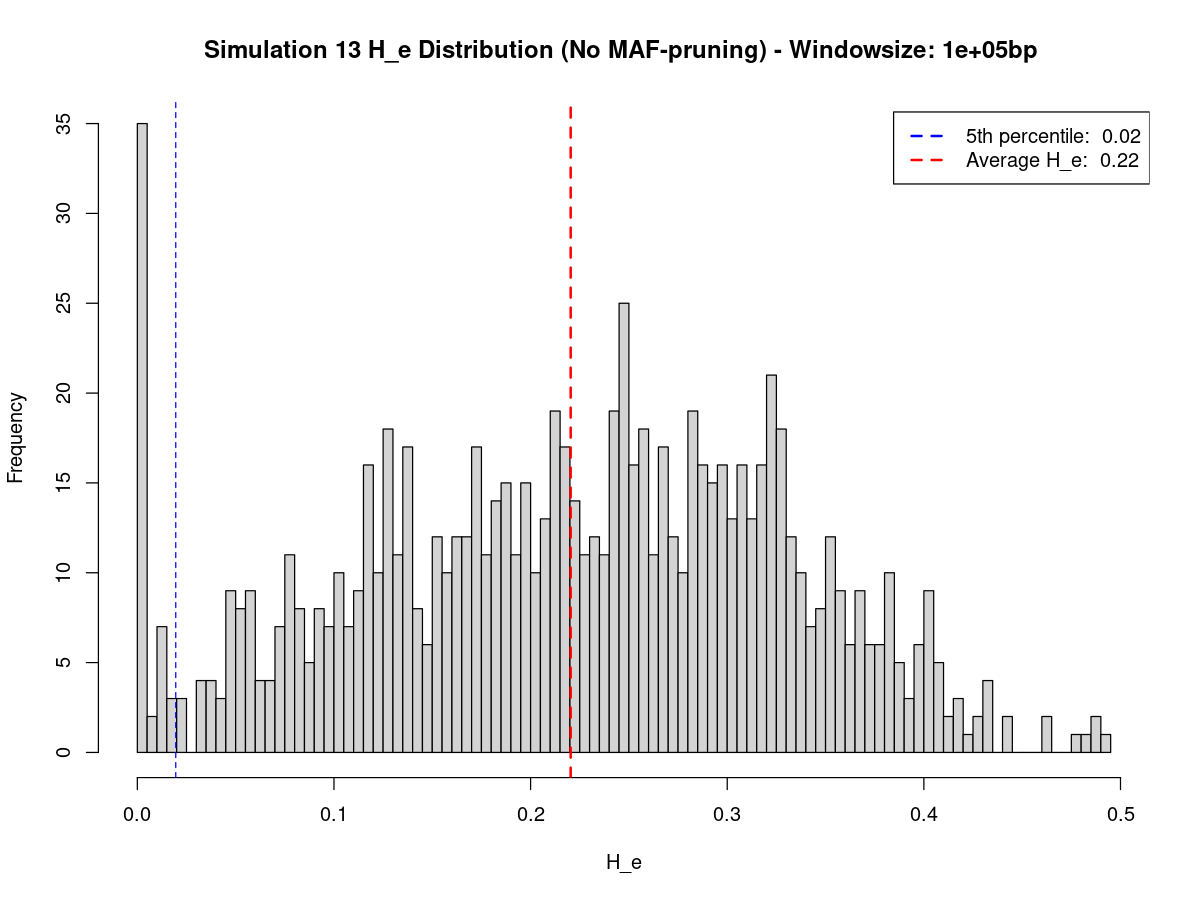 Simulation 13 H_e Distribution (No MAF-pruning) - Windowsize: 1e+05bp
5th percentile:  0.02
Average H_e:  0.22
Frequency
35
30
25
20
15
10
5
0
0.0 0.1 0.2 0.3 0.4 0.5
H_e